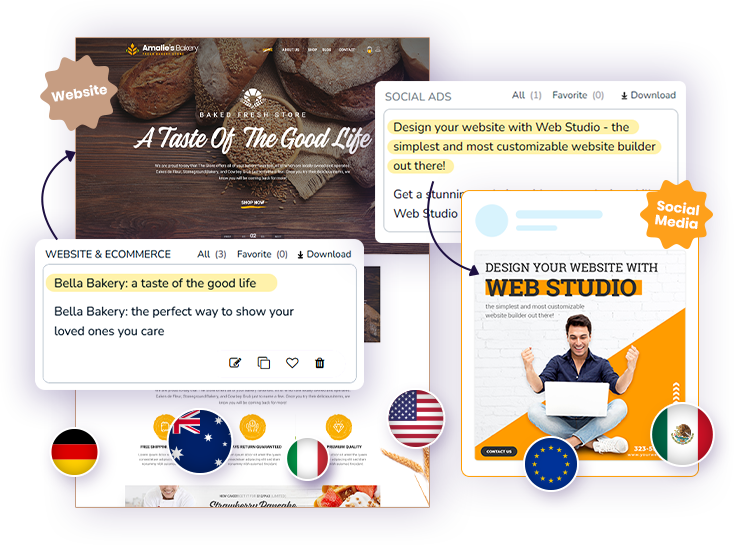 Amalie's Bakery
HOME ABOUT US SHOP BLOG CONTACT
Website
BAKED FRESH STORE
A Taste Of The Good Life
SHOP NOW
02
SOCIAL ADS All (1) Favorite (0) Download
Design your website with Web Studio - the
simplest and most customizable website builder
out there!
Get a stunning
Web Studio
Social
Media
WEBSITE & ECOMMERCE All (3) Favorite (0) Download
Bella Bakery: a taste of the good life
Bella Bakery: the perfect way to show your
loved ones you care
DESIGN YOUR WEBSITE WITH
WEB STUDIO
the simplest and most customizable
website builder out there!
CONTACT US
323-5
FREE SHIPPING
DAYS RETURN GUARANTEED
PREMIUM QUALITY
Strawberry Pancake